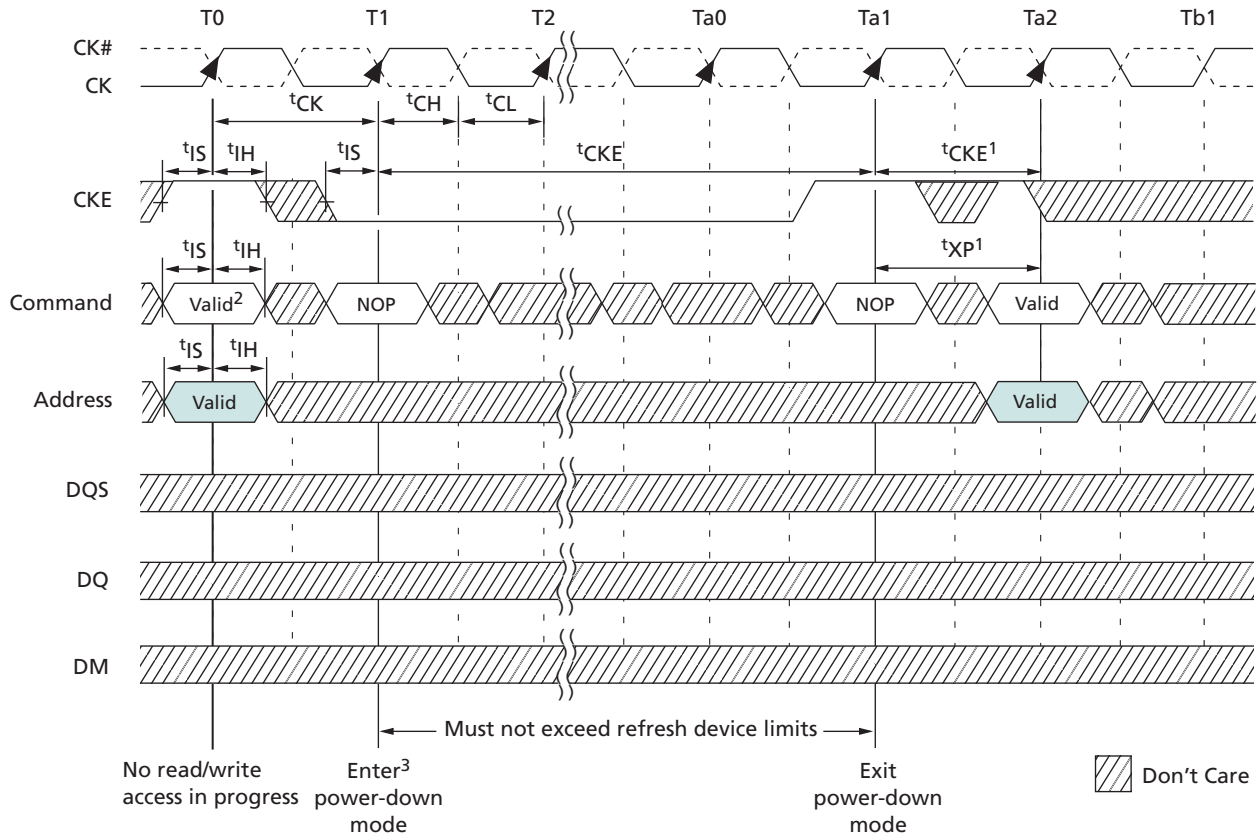 T0 T1 T2 Ta0 Ta1 Ta2 Tb1
CK#
CK
tCK tCH tCL
tIS tIH tIS tCKE tCKE1
CKE
tIS tIH tXP1
Command Valid2 NOP NOP Valid
tIS tIH
Address Valid Valid
DQS
DQ
DM
Must not exceed refresh device limits
No read/write
access in progress
Enter3
power-down
mode
Exit
power-down
mode
Don't Care